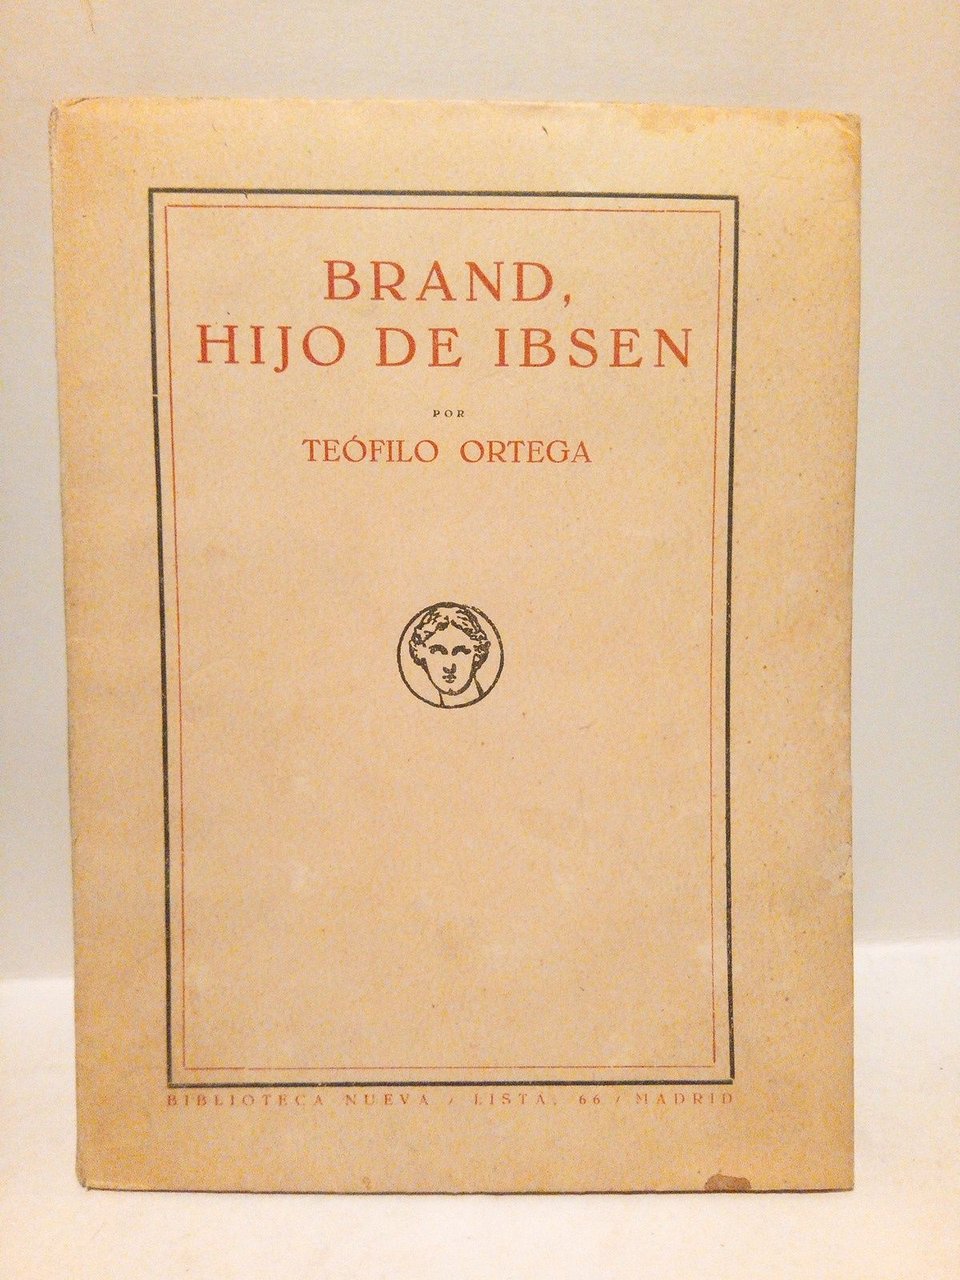 BRAND,
HIJO DE IBSEN
POR
TEÓFILO ORTEGA
BIBLIOTECA NUEVA / LISTA, 66 / MADRID